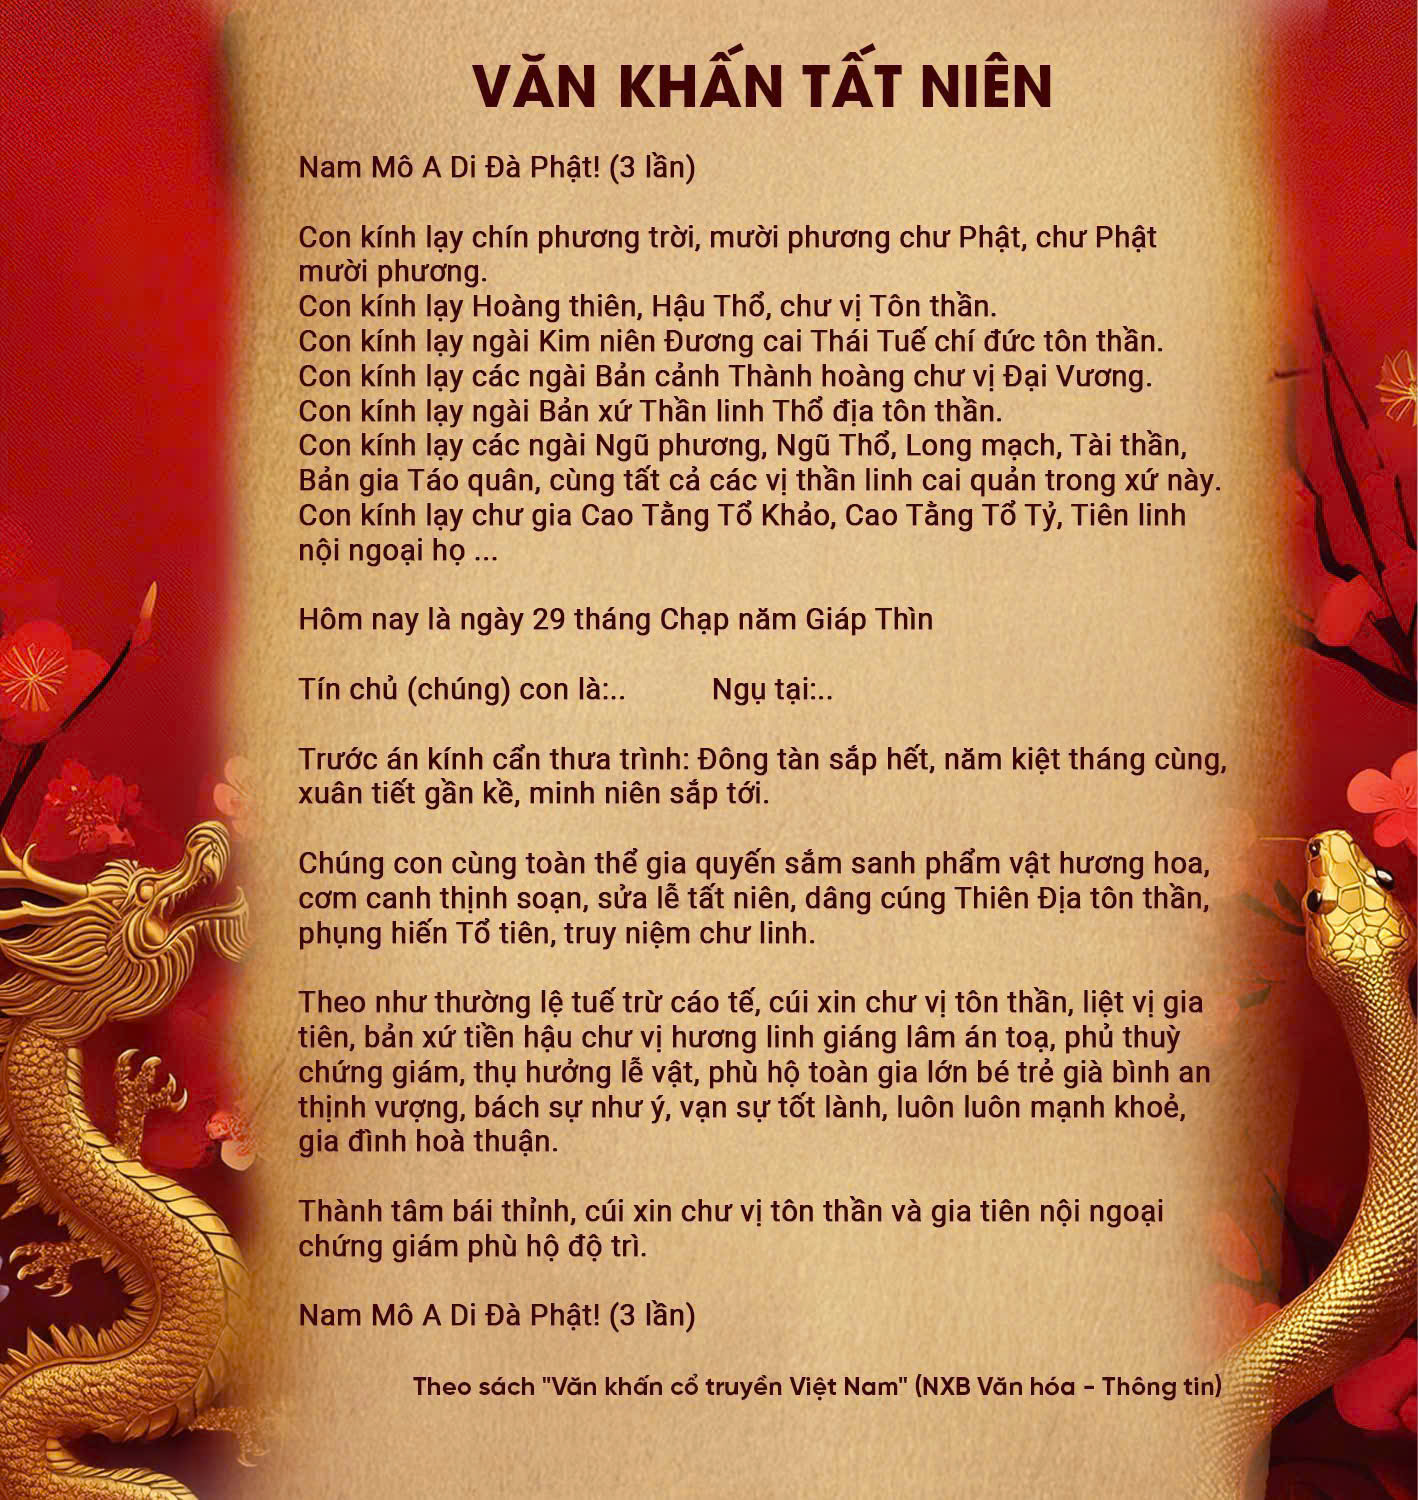 VĂN KHẤN TẤT NIÊN
Nam Mô A Di Đà Phật! (3 lần)
Con kính lạy chín phương trời, mười phương chư Phật, chư Phật
mười phương.
Con kính lạy Hoàng thiên, Hậu Thổ, chư vị Tôn thần.
Con kính lạy ngài Kim niên Đương cai Thái Tuế chí đức tôn thần.
Con kính lạy các ngài Bản cảnh Thành hoàng chư vị Đại Vương.
Con kính lạy ngài Bản xứ Thần linh Thổ địa tôn thần.
Con kính lạy các ngài Ngũ phương, Ngũ Thổ, Long mạch, Tài thần,
Bản gia Táo quân, cùng tất cả các vị thần linh cai quản trong xứ này.
Con kính lạy chư gia Cao Tằng Tổ Khảo, Cao Tằng Tổ Tỷ, Tiên linh
nội ngoại họ ...
Hôm nay là ngày 29 tháng Chạp năm Giáp Thìn
Tín chủ (chúng) con là:.. Ngụ tại:..
Trước án kính cẩn thưa trình: Đông tàn sắp hết, năm kiệt tháng cùng,
xuân tiết gần kề, minh niên sắp tới.
Chúng con cùng toàn thể gia quyến sắm sanh phẩm vật hương hoa,
cơm canh thịnh soạn, sửa lễ tất niên, dâng cúng Thiên Địa tôn thần,
phụng hiến Tổ tiên, truy niệm chư linh.
Theo như thường lệ tuế trừ cáo tế, cúi xin chư vị tôn thần, liệt vị gia
tiên, bản xứ tiền hậu chư vị hương linh giáng lâm án toạ, phủ thuỳ
chứng giám, thụ hưởng lễ vật, phù hộ toàn gia lớn bé trẻ già bình an
thịnh vượng, bách sự như ý, vạn sự tốt lành, luôn luôn mạnh khoẻ,
gia đình hoà thuận.
Thành tâm bái thỉnh, cúi xin chư vị tôn thần và gia tiên nội ngoại
chứng giám phù hộ độ trì.
Nam Mô A Di Đà Phật! (3 lần)
Theo sách "Văn khấn cổ truyền Việt Nam" (NXB Văn hóa - Thông tin)